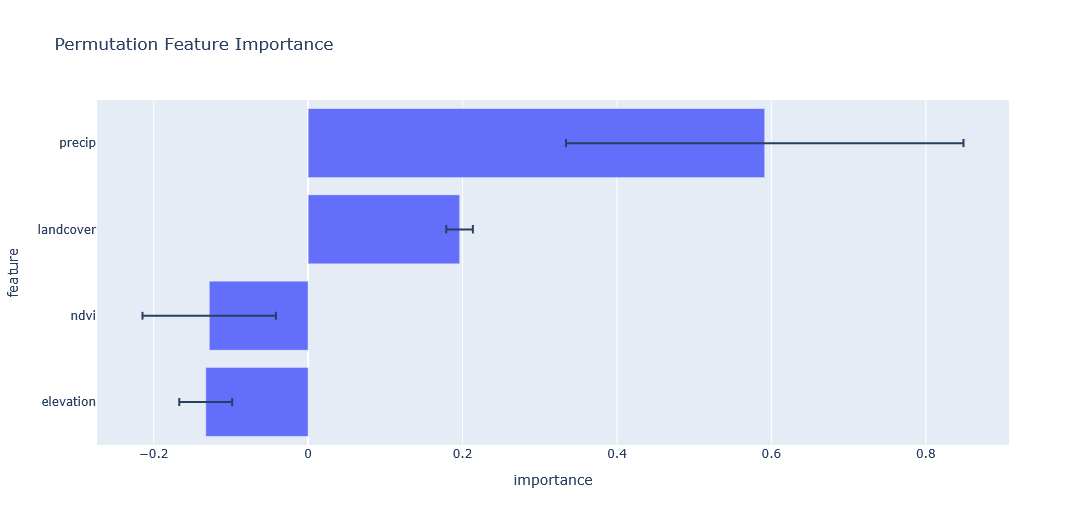 Permutation Feature Importance
precip
landcover
ndvi
elevation
feature
−0.2
0
0.2
0.4
0.6
0.8
importance